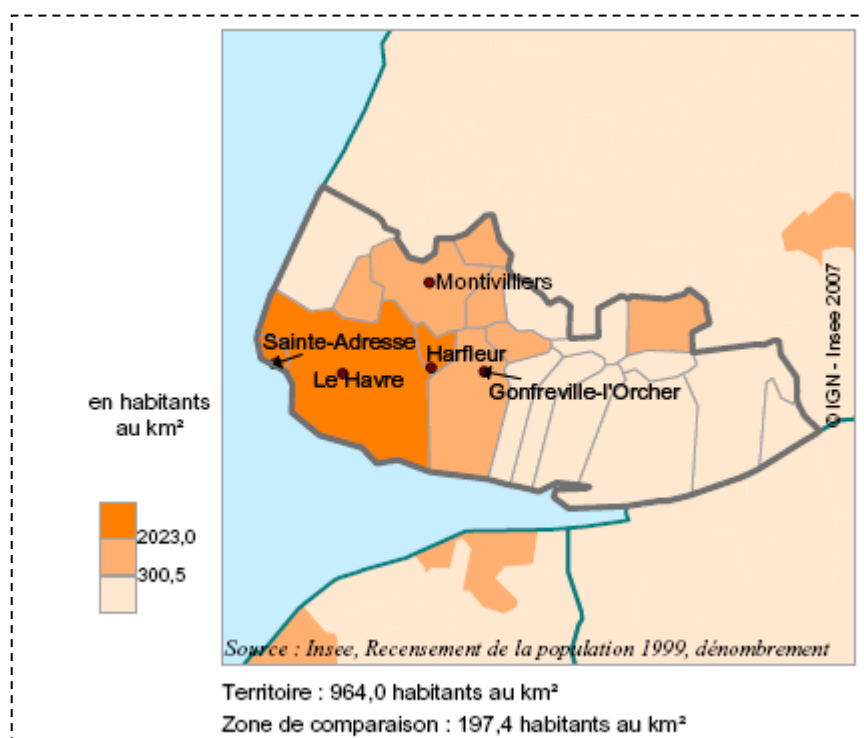 Montivilliers
Sainte-Adresse
Harfleur
Le Havre
Gonfreville-l'Orcher
© IGN - Insee 2007
en habitants
au km²
2023,0
300,5
Source : Insee, Recensement de la population 1999, dénombrement
Territoire : 964,0 habitants au km²
Zone de comparaison : 197,4 habitants au km²